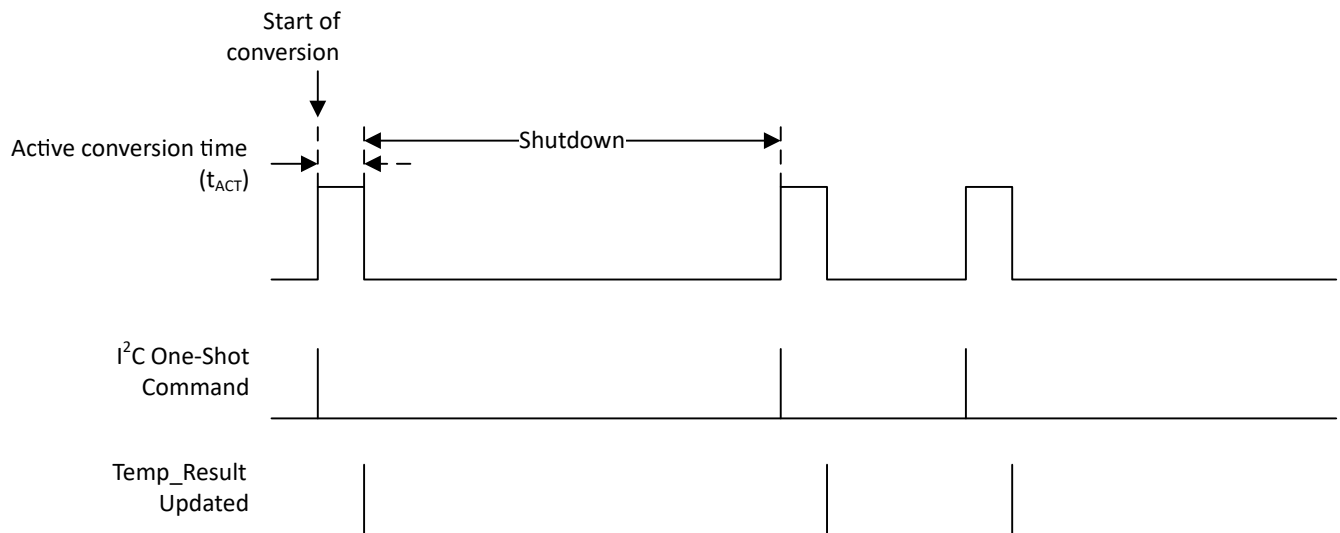 Start of
conversion
Active conversion time
(tACT)
Shutdown
I²C One-Shot
Command
Temp_Result
Updated